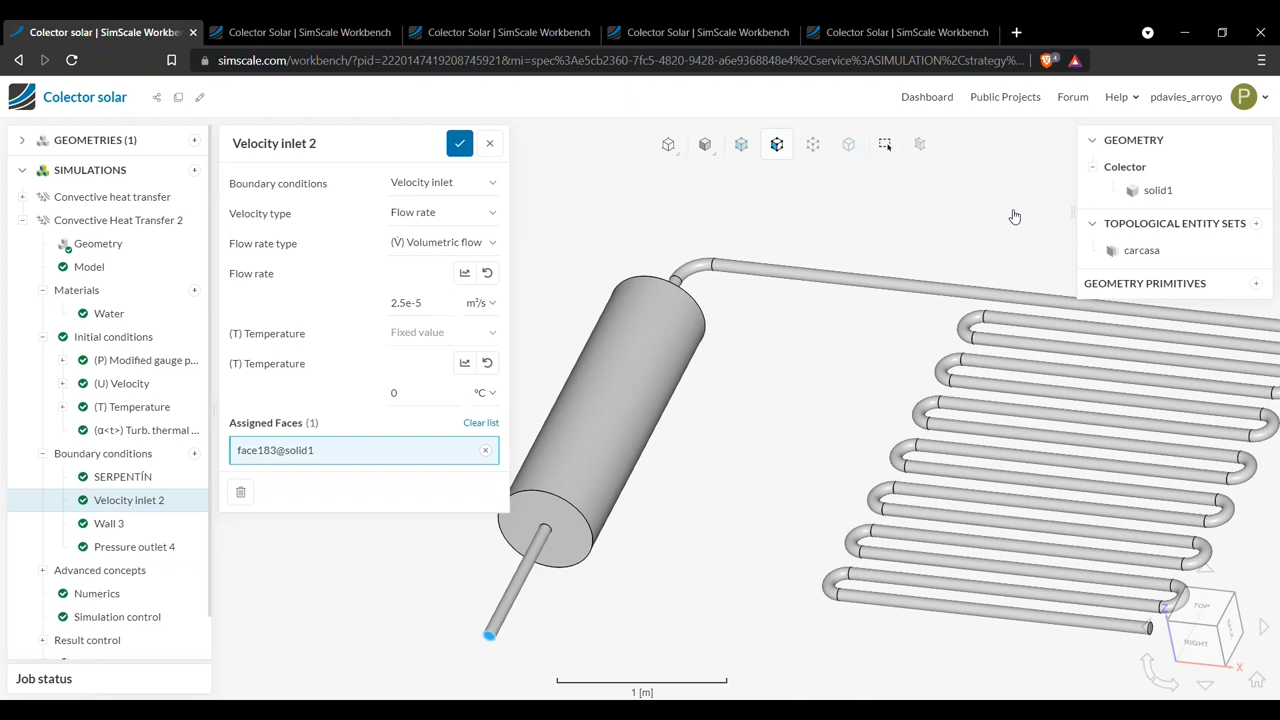 Colector solar | SimScale Workben
Colector Solar | SimScale Workbench
Colector Solar | SimScale Workbench
Colector Solar | SimScale Workbench
Colector Solar | SimScale Workbench
simscale.com/workbench/?pid=2220147419208745921&mi=spec%3Ae5cb2360-7fc5-4820-9428-a6e9368848e4%2Cservice%3ASIMULATION%2Cstrategy%...
4
Colector solar
Dashboard
Public Projects
Forum
Help
pdavies_arroyo
P
GEOMETRIES (1)
SIMULATIONS
Convective heat transfer
Convective Heat Transfer 2
Geometry
Model
Materials
Water
Initial conditions
(P) Modified gauge p...
(U) Velocity
(T) Temperature
(α<t>) Turb. thermal ...
Boundary conditions
SERPENTÍN
Velocity inlet 2
Wall 3
Pressure outlet 4
Advanced concepts
Numerics
Simulation control
Result control
Job status
Velocity inlet 2
Boundary conditions Velocity inlet
Velocity type Flow rate
Flow rate type (V̇) Volumetric flow
Flow rate
2.5e-5 m³/s
(T) Temperature Fixed value
(T) Temperature
0 °C
Assigned Faces (1) Clear list
face183@solid1
GEOMETRY
Colector
solid1
TOPOLOGICAL ENTITY SETS
carcasa
GEOMETRY PRIMITIVES
1 [m]
Z
TOP
RIGHT
BACK
X